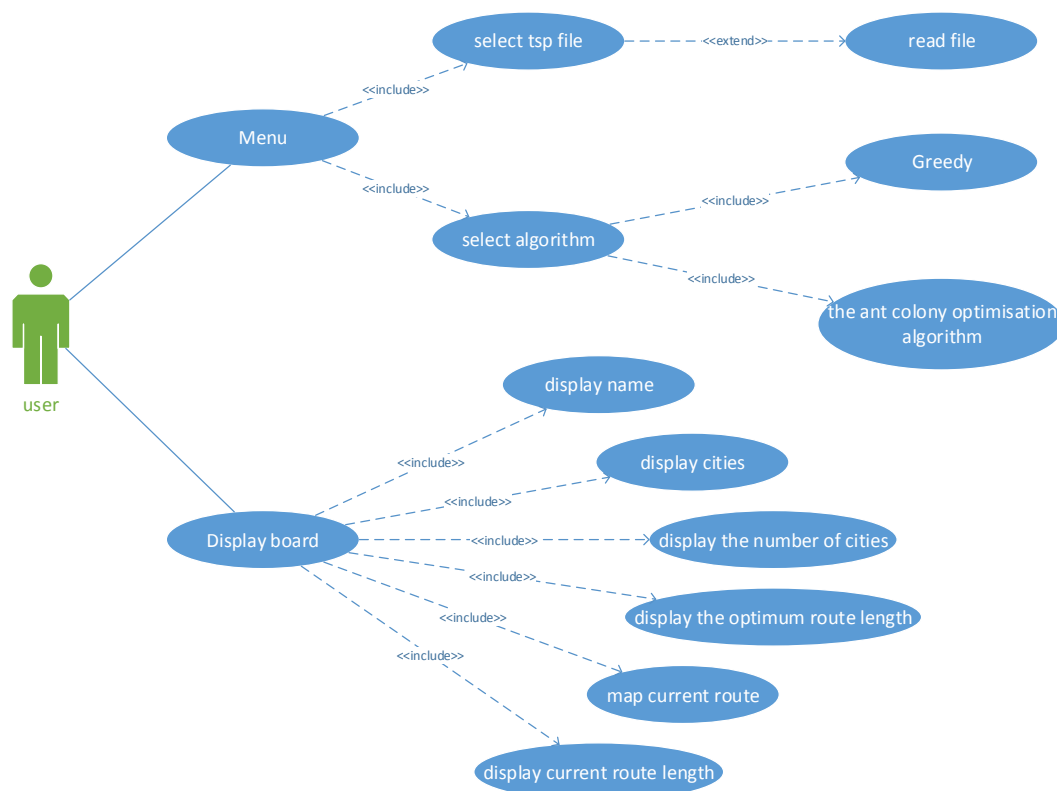 select tsp file
<<extend>>
read file
<<include>>
Menu
<<include>>
Greedy
<<include>>
select algorithm
<<include>>
the ant colony optimisation
algorithm
user
display name
<<include>>
display cities
<<include>>
Display board
<<include>>
display the number of cities
<<include>>
display the optimum route length
<<include>>
map current route
<<include>>
display current route length